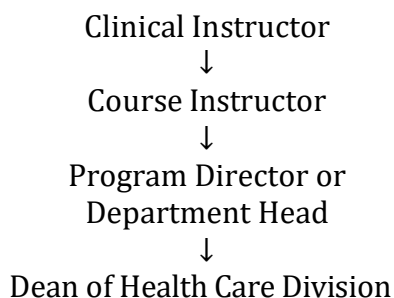 Clinical Instructor
↓
Course Instructor
↓
Program Director or
Department Head
↓
Dean of Health Care Division